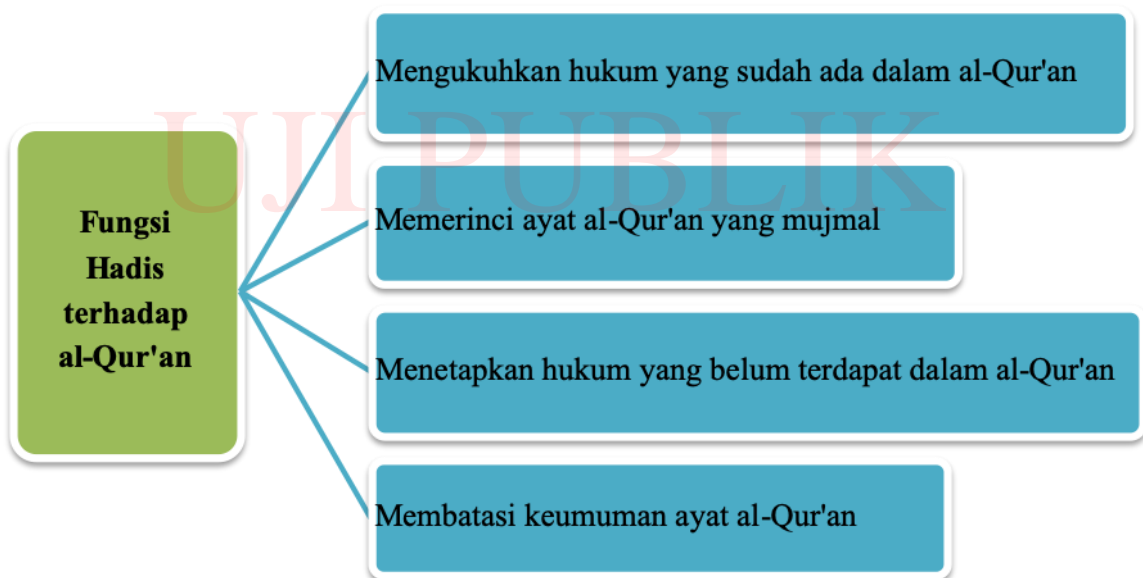 Mengukuhkan hukum yang sudah ada dalam al-Qur'an
UJI PUBLIK
Memerinci ayat al-Qur'an yang mujmal
Fungsi
Hadis
terhadap
al-Qur'an
Menetapkan hukum yang belum terdapat dalam al-Qur'an
Membatasi keumuman ayat al-Qur'an